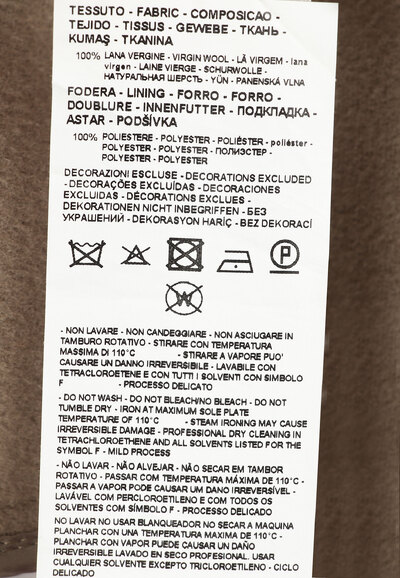 TESSUTO - FABRIC - COMPOSICAO -
TEJIDO - TISSUS - GEWEBE - ТКАНЬ -
KUMAŞ - TKANINA
100% LANA VERGINE - VIRGIN WOOL - LÃ VIRGEM - lana
virgen - LAINE VIERGE - SCHURWOLLE -
НАТУРАЛЬНАЯ ШЕРСТЬ - YÜN - PANENSKÁ VLNA
FODERA - LINING - FORRO - FORRO -
DOUBLURE - INNENFUTTER - ПОДКЛАДКА -
ASTAR - PODŠÍVKA
100% POLIESTERE - POLYESTER - POLIÉSTER - poliéster -
POLYESTER - POLYESTER - ПОЛИЭСТЕР -
POLYESTER - POLYESTER
DECORAZIONI ESCLUSE - DECORATIONS EXCLUDED
- DECORAÇÕES EXCLUÍDAS - DECORACIONES
EXCLUIDAS - DÉCORATIONS EXCLUES -
DEKORATIONEN NICHT INBEGRIFFEN - БЕЗ
УКРАШЕНИЙ - DEKORASYON HARİÇ - BEZ DEKORACÍ
P
W
- NON LAVARE - NON CANDEGGIARE - NON ASCIUGARE IN
TAMBURO ROTATIVO - STIRARE CON TEMPERATURA
MASSIMA DI 110°C - STIRARE A VAPORE PUO'
CAUSARE UN DANNO IRREVERSIBILE - LAVABILE CON
TETRACLOROETENE E CON TUTTI I SOLVENTI CON SIMBOLO
F - PROCESSO DELICATO
- DO NOT WASH - DO NOT BLEACH/NO BLEACH - DO NOT
TUMBLE DRY - IRON AT MAXIMUM SOLE PLATE
TEMPERATURE OF 110°C - STEAM IRONING MAY CAUSE
IRREVERSIBLE DAMAGE - PROFESSIONAL DRY CLEANING IN
TETRACHLOROETHENE AND ALL SOLVENTS LISTED FOR THE
SYMBOL F - MILD PROCESS
- NÃO LAVAR - NÃO ALVEJAR - NÃO SECAR EM TAMBOR
ROTATIVO - PASSAR COM TEMPERATURA MÁXIMA DE 110°C -
PASSAR A VAPOR PODE CAUSAR UM DANO IRREVERSÍVEL -
LAVÁVEL COM PERCLOROETILENO E COM TODOS OS
SOLVENTES COM SÍMBOLO F - PROCESSO DELICADO
NO LAVAR NO USAR BLANQUEADOR NO SECAR A MAQUINA
PLANCHAR CON UNA TEMPERATURA MAXIMA DE 110°C -
PLANCHAR CON VAPOR PUEDE CAUSAR UN DAÑO
IRREVERSIBLE LAVADO EN SECO PROFESIONAL. USAR
CUALQUIER SOLVENTE EXCEPTO TRICLOROETILENO - CICLO
DELICADO